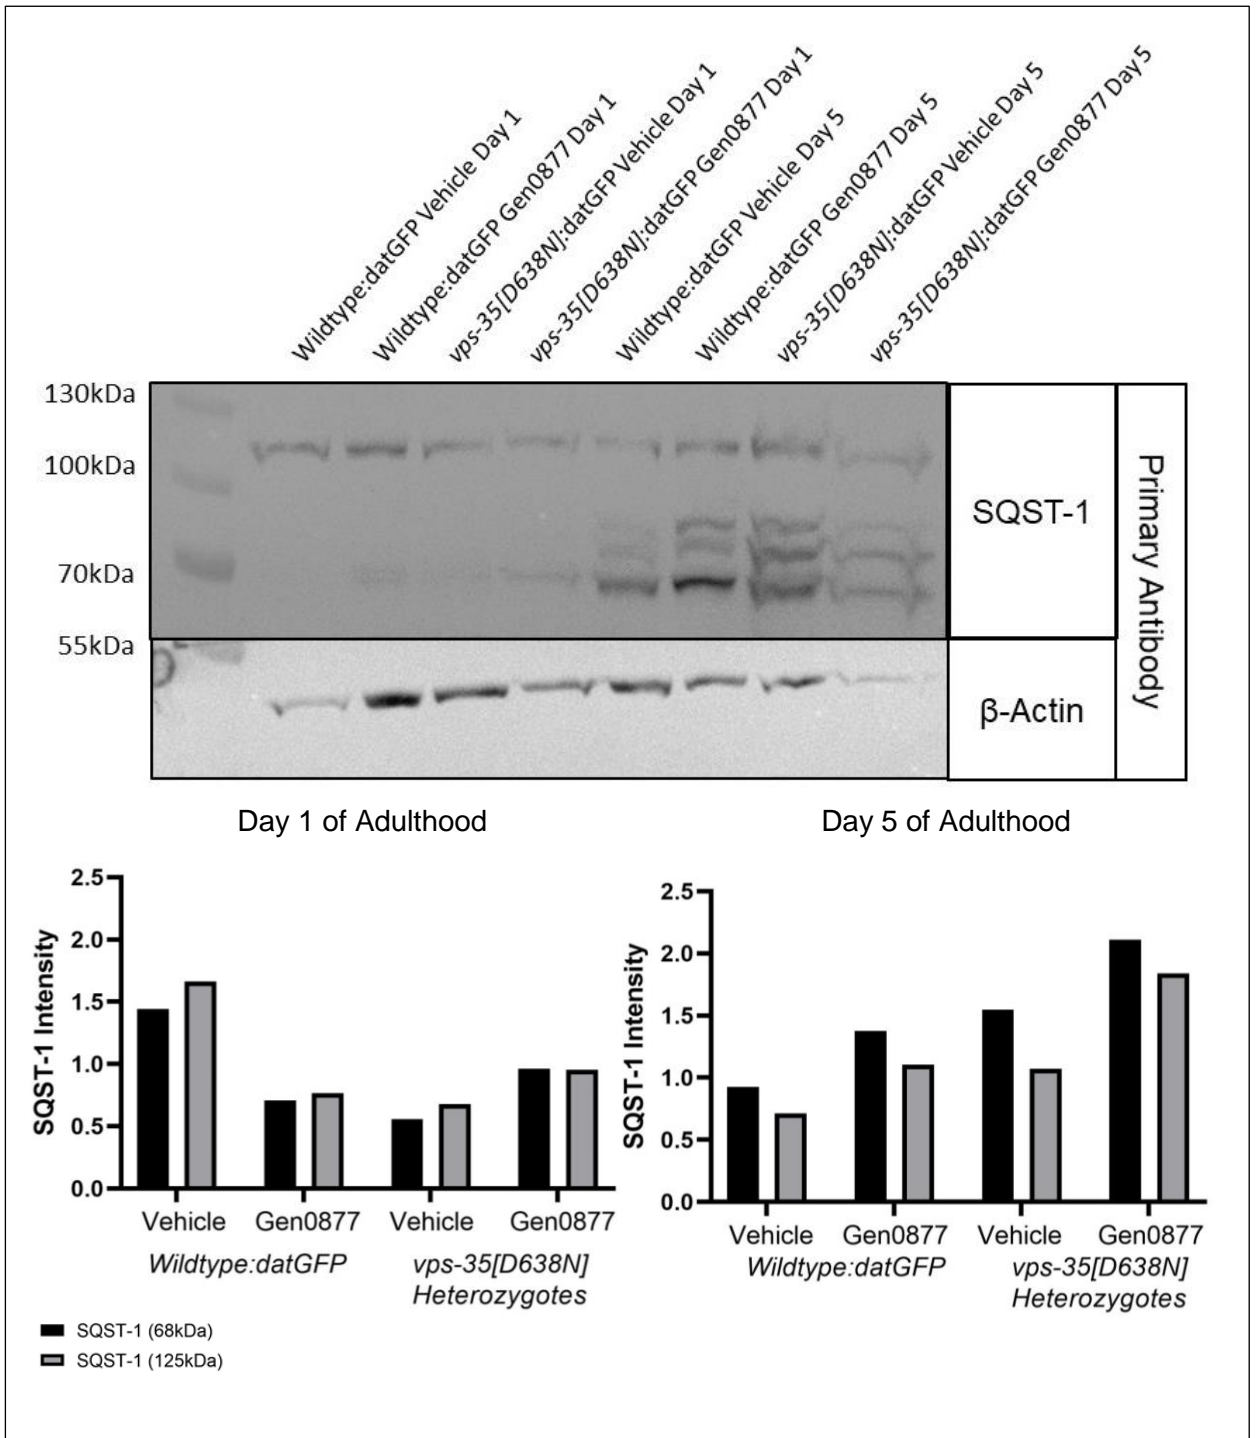 Wildtype:datGFP Vehicle Day 1
Wildtype:datGFP Gen0877 Day 1
vps-35[D638N]:datGFP Vehicle Day 1
vps-35[D638N]:datGFP Gen0877 Day 1
Wildtype:datGFP Vehicle Day 5
Wildtype:datGFP Gen0877 Day 5
vps-35[D638N]:datGFP Vehicle Day 5
vps-35[D638N]:datGFP Gen0877 Day 5
130kDa
100kDa
70kDa
55kDa
SQST-1
β-Actin
Primary Antibody
Day 1 of Adulthood
SQST-1 Intensity
2.5
2.0
1.5
1.0
0.5
0.0
Vehicle Gen0877 Vehicle Gen0877
Wildtype:datGFP vps-35[D638N]
Heterozygotes
Day 5 of Adulthood
SQST-1 Intensity
2.5
2.0
1.5
1.0
0.5
0.0
Vehicle Gen0877 Vehicle Gen0877
Wildtype:datGFP vps-35[D638N]
Heterozygotes
SQST-1 (68kDa)
SQST-1 (125kDa)